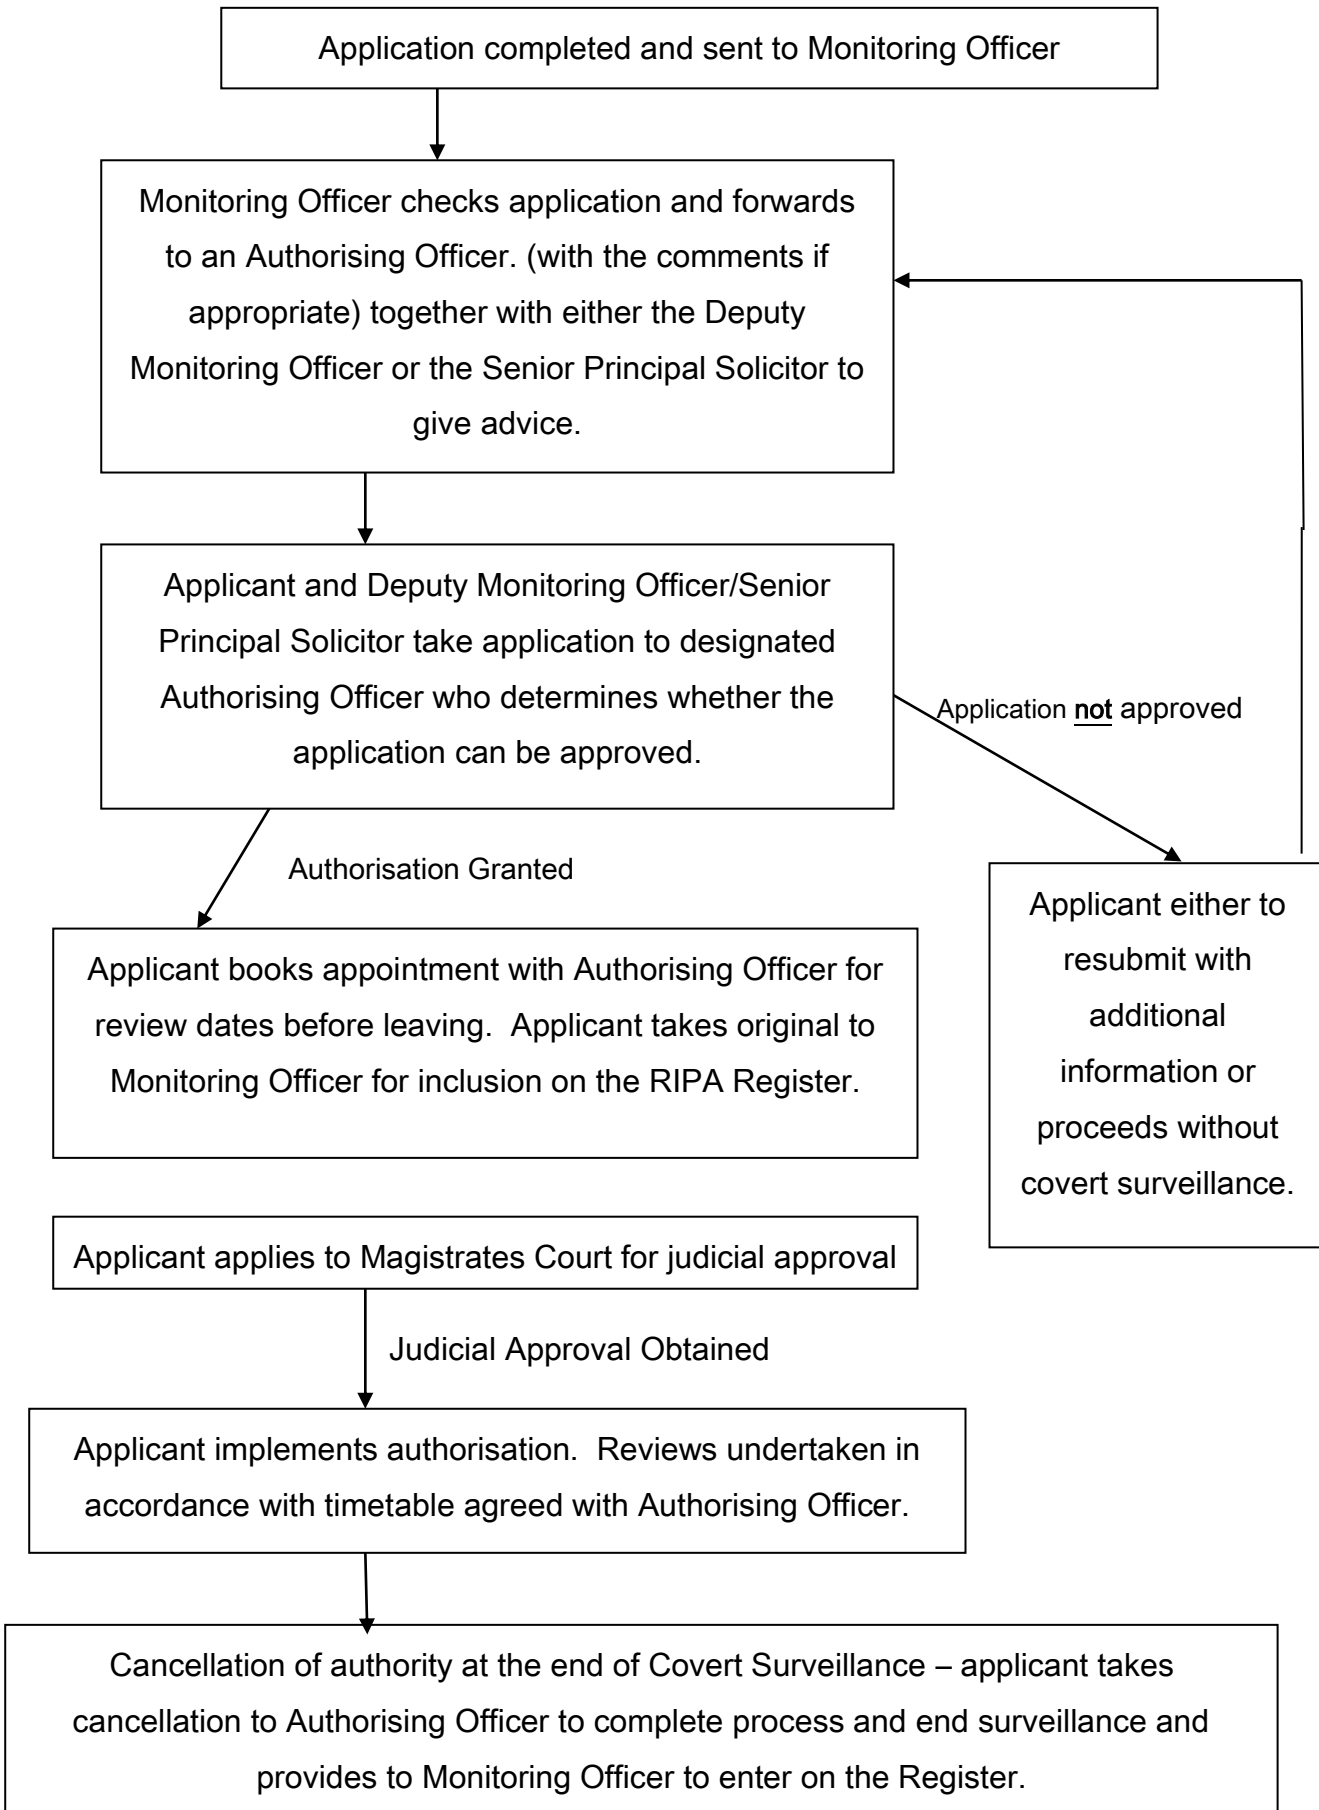 Application completed and sent to Monitoring Officer
Monitoring Officer checks application and forwards
to an Authorising Officer. (with the comments if
appropriate) together with either the Deputy
Monitoring Officer or the Senior Principal Solicitor to
give advice.
Applicant and Deputy Monitoring Officer/Senior
Principal Solicitor take application to designated
Authorising Officer who determines whether the
application can be approved.
Application not approved
Authorisation Granted
Applicant either to
resubmit with
additional
information or
proceeds without
covert surveillance.
Applicant books appointment with Authorising Officer for
review dates before leaving.  Applicant takes original to
Monitoring Officer for inclusion on the RIPA Register.
Applicant applies to Magistrates Court for judicial approval
Judicial Approval Obtained
Applicant implements authorisation.  Reviews undertaken in
accordance with timetable agreed with Authorising Officer.
Cancellation of authority at the end of Covert Surveillance – applicant takes
cancellation to Authorising Officer to complete process and end surveillance and
provides to Monitoring Officer to enter on the Register.